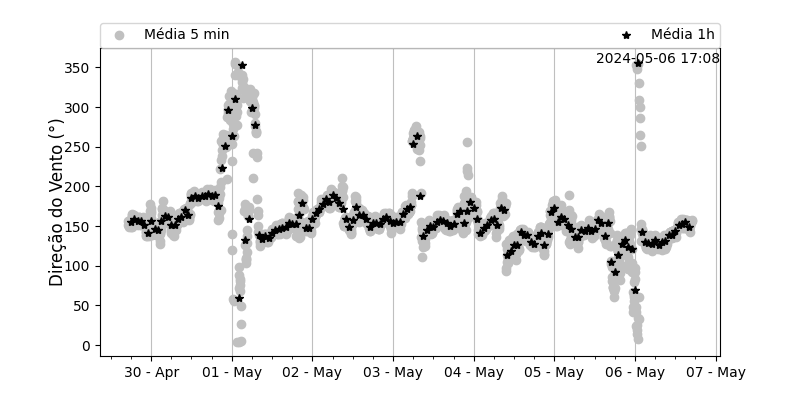 Média 5 min
Média 1h
2024-05-06 17:08
Direção do Vento (°)
350
300
250
200
150
100
50
0
30 - Apr
01 - May
02 - May
03 - May
04 - May
05 - May
06 - May
07 - May